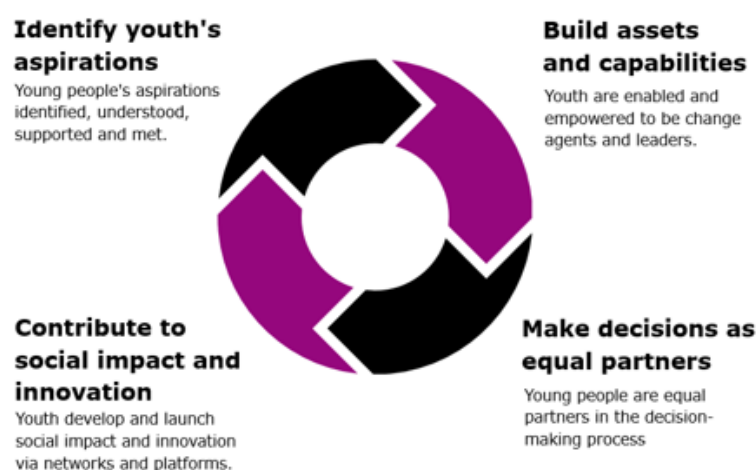 Identify youth's
aspirations
Young people's aspirations
identified, understood,
supported and met.
Build assets
and capabilities
Youth are enabled and
empowered to be change
agents and leaders.
Contribute to
social impact and
innovation
Youth develop and launch
social impact and innovation
via networks and platforms.
Make decisions as
equal partners
Young people are equal
partners in the decision-
making process